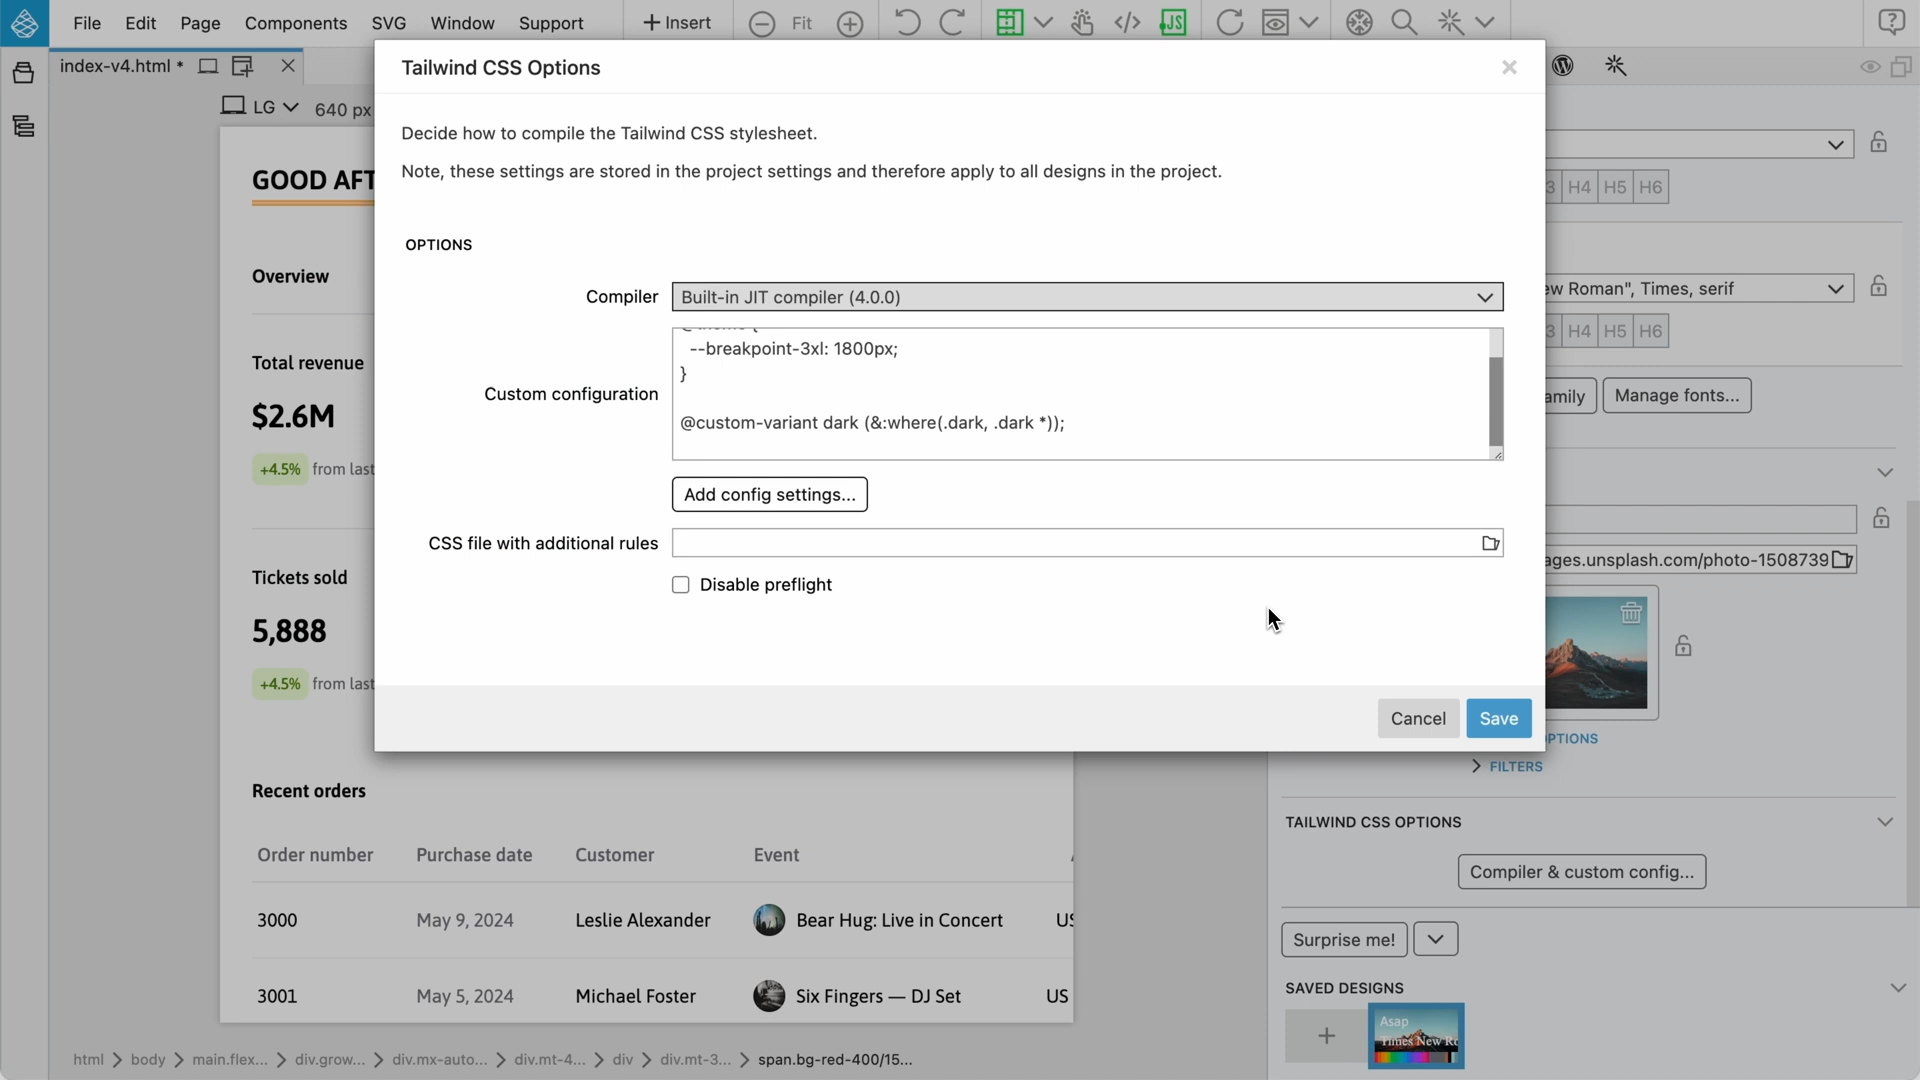 File Edit Page Components SVG Window Support Insert Fit JS
index-v4.html *
LG 640 px
Tailwind CSS Options
Decide how to compile the Tailwind CSS stylesheet.
Note, these settings are stored in the project settings and therefore apply to all designs in the project.
OPTIONS
Compiler Built-in JIT compiler (4.0.0)
Custom configuration
--breakpoint-3xl: 1800px;
}
@custom-variant dark (&:where(.dark, .dark *));
Add config settings...
CSS file with additional rules
Disable preflight
Cancel Save
GOOD AFT
Overview
Total revenue
$2.6M
+4.5% from last
Tickets sold
5,888
+4.5% from last
Recent orders
Order number Purchase date Customer Event
3000 May 9, 2024 Leslie Alexander Bear Hug: Live in Concert US
3001 May 5, 2024 Michael Foster Six Fingers — DJ Set US
html body main.flex... div.grow... div.mx-auto... div.mt-4... div div.mt-3... span.bg-red-400/15...
3 H4 H5 H6
ew Roman", Times, serif
3 H4 H5 H6
amily Manage fonts...
ages.unsplash.com/photo-1508739
PTIONS
FILTERS
TAILWIND CSS OPTIONS
Compiler & custom config...
Surprise me!
SAVED DESIGNS
Asap
Times New Ro